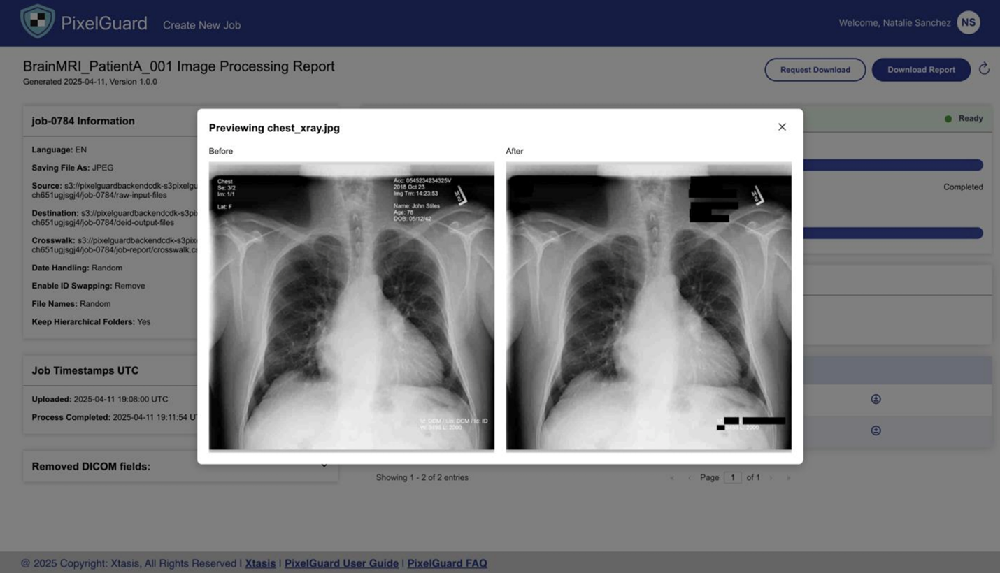 PixelGuard
Create New Job
Welcome, Natalie Sanchez
NS
BrainMRI_PatientA_001 Image Processing Report
Generated 2025-04-11, Version 1.0.0
Request Download
Download Report
job-0784 Information
Language: EN
Saving File As: JPEG
Source: s3://pixelguardbackendcdk-s3pixelgu
ch651ugjsgj4/job-0784/raw-input-files
Destination: s3://pixelguardbackendcdk-s3pi
ch651ugjsgj4/job-0784/deid-output-files
Crosswalk: s3://pixelguardbackendcdk-s3pixe
ch651ugjsgj4/job-0784/job-report/crosswalk.cs
Date Handling: Random
Enable ID Swapping: Remove
File Names: Random
Keep Hierarchical Folders: Yes
Job Timestamps UTC
Uploaded: 2025-04-11 19:08:00 UTC
Process Completed: 2025-04-11 19:11:54 UT
Removed DICOM fields:
Previewing chest_xray.jpg
Before
Chest
Se: 3/2
Im: 1/1
Lat: F
Acc: 0545234234325V
2018 Oct 23
Img Tm: 14:23:53
Name: John Stiles
Age: 78
DOB: 05/12/42
Id: DCM / Lin: DCM / Id: ID
L: 2000
After
L: 2000
Ready
Completed
Showing 1 - 2 of 2 entries
Page 1 of 1
@ 2025 Copyright: Xtasis, All Rights Reserved | Xtasis | PixelGuard User Guide | PixelGuard FAQ